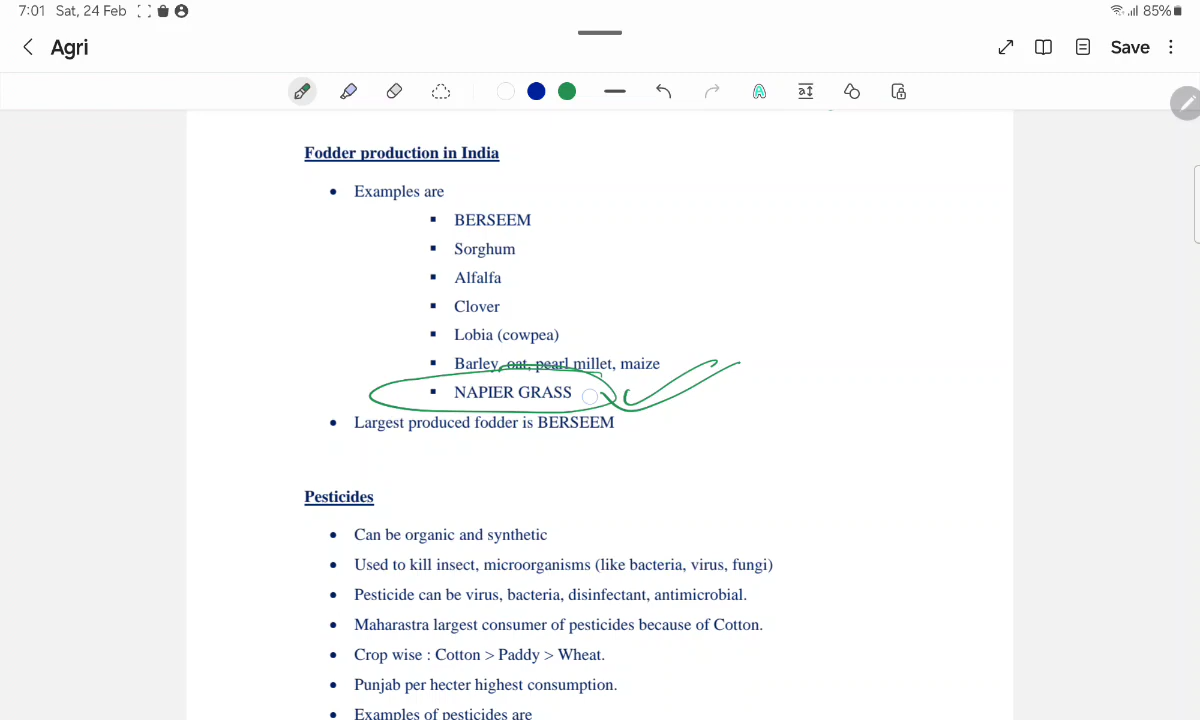 7:01 Sat, 24 Feb 85%
Agri Save
Fodder production in India
• Examples are
▪ BERSEEM
▪ Sorghum
▪ Alfalfa
▪ Clover
▪ Lobia (cowpea)
▪ Barley, oat, pearl millet, maize
▪ NAPIER GRASS
• Largest produced fodder is BERSEEM
Pesticides
• Can be organic and synthetic
• Used to kill insect, microorganisms (like bacteria, virus, fungi)
• Pesticide can be virus, bacteria, disinfectant, antimicrobial.
• Maharastra largest consumer of pesticides because of Cotton.
• Crop wise : Cotton > Paddy > Wheat.
• Punjab per hecter highest consumption.
• Examples of pesticides are